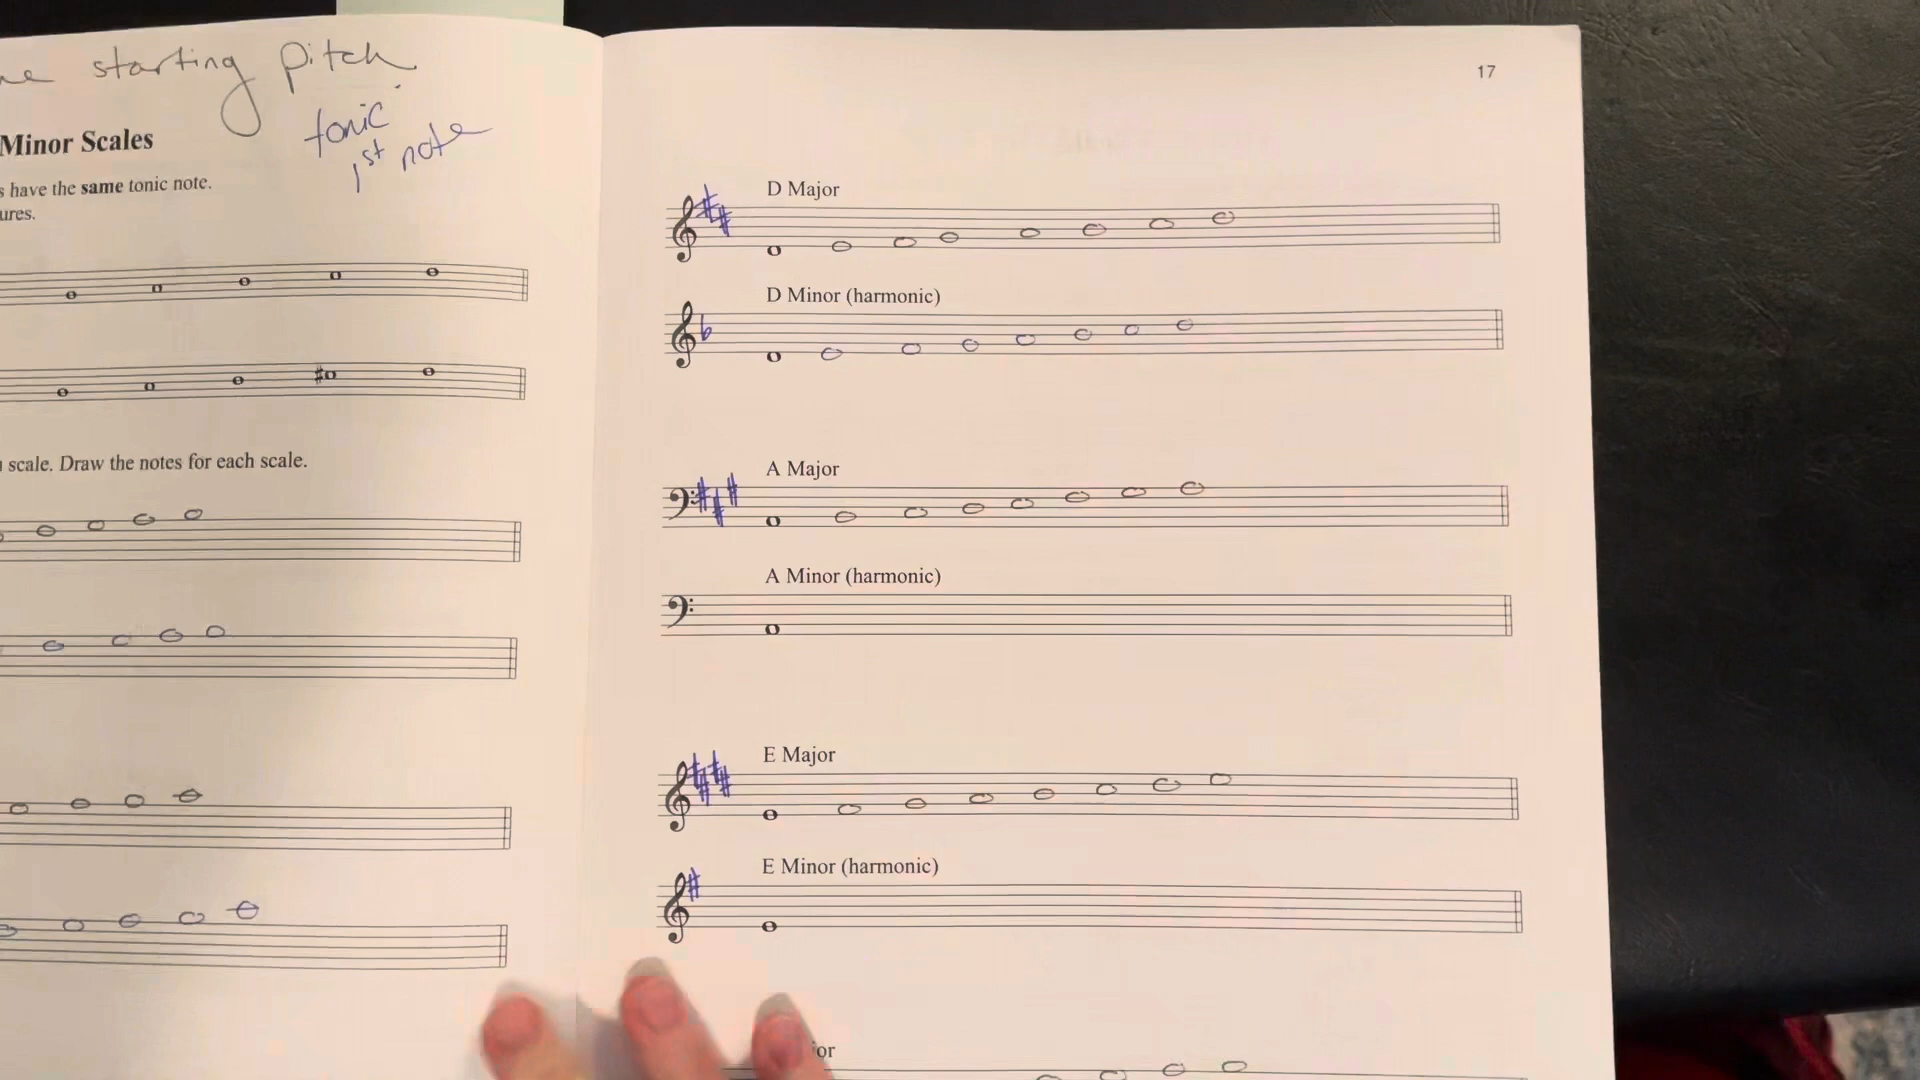 starting pitch
tonic
1st note
Minor Scales
have the same tonic note.
ures.
scale. Draw the notes for each scale.
17
D Major
D Minor (harmonic)
A Major
A Minor (harmonic)
E Major
E Minor (harmonic)